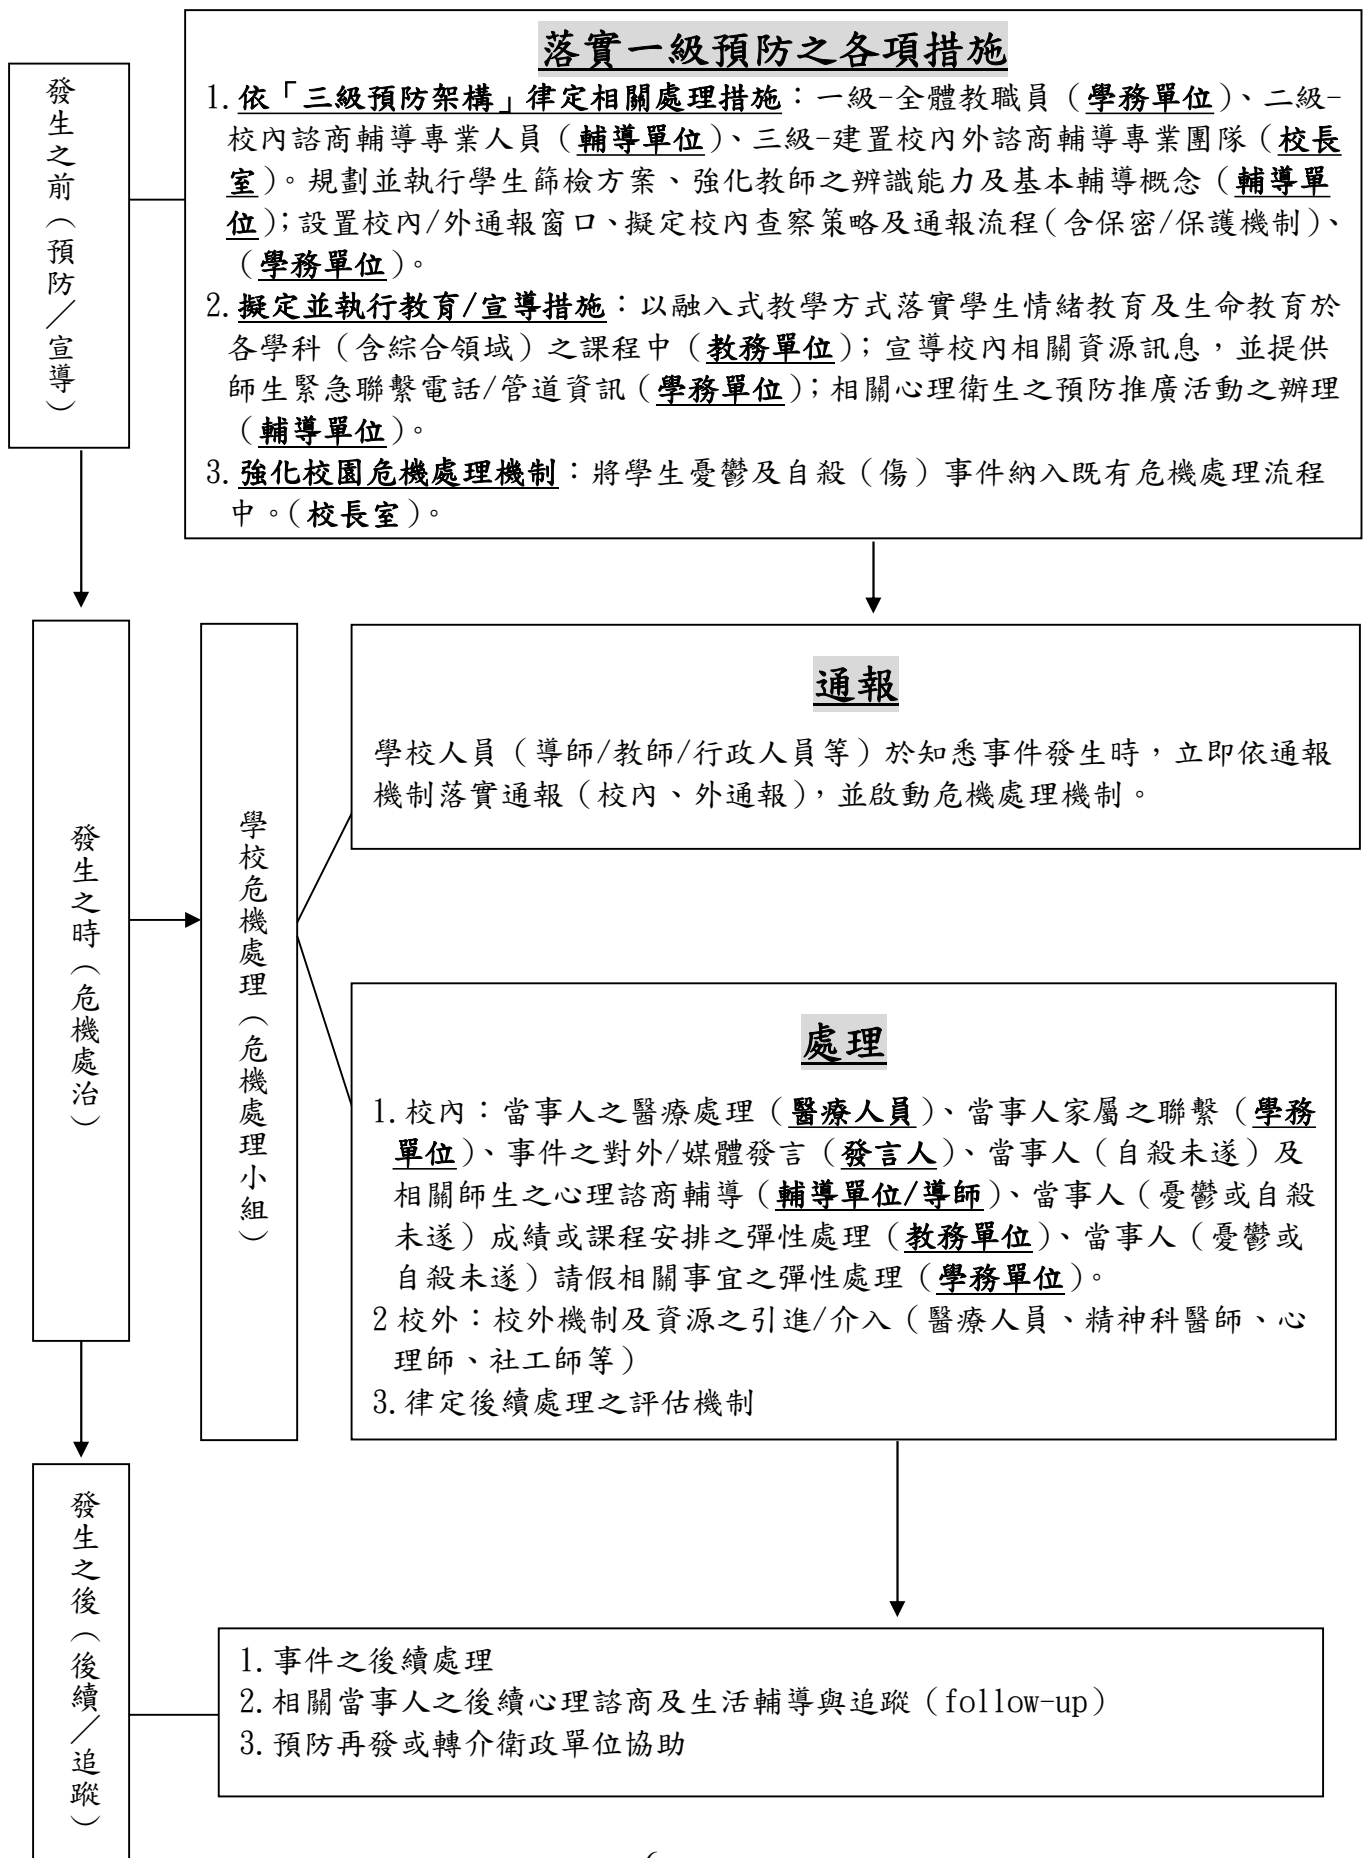 發生之前（預防／宣導）
落實一級預防之各項措施
1.依「三級預防架構」律定相關處理措施：一級-全體教職員（學務單位）、二級-
校內諮商輔導專業人員（輔導單位）、三級-建置校內外諮商輔導專業團隊（校長
室）。規劃並執行學生篩檢方案、強化教師之辨識能力及基本輔導概念（輔導單
位）；設置校內/外通報窗口、擬定校內查察策略及通報流程（含保密/保護機制）、
（學務單位）。
2.擬定並執行教育/宣導措施：以融入式教學方式落實學生情緒教育及生命教育於
各學科（含綜合領域）之課程中（教務單位）；宣導校內相關資源訊息，並提供
師生緊急聯繫電話/管道資訊（學務單位）；相關心理衛生之預防推廣活動之辦理
（輔導單位）。
3.強化校園危機處理機制：將學生憂鬱及自殺（傷）事件納入既有危機處理流程
中。（校長室）。
發生之時（危機處治）
學校危機處理（危機處理小組）
通報
學校人員（導師/教師/行政人員等）於知悉事件發生時，立即依通報
機制落實通報（校內、外通報），並啟動危機處理機制。
處理
1.校內：當事人之醫療處理（醫療人員）、當事人家屬之聯繫（學務
單位）、事件之對外/媒體發言（發言人）、當事人（自殺未遂）及
相關師生之心理諮商輔導（輔導單位/導師）、當事人（憂鬱或自殺
未遂）成績或課程安排之彈性處理（教務單位）、當事人（憂鬱或
自殺未遂）請假相關事宜之彈性處理（學務單位）。
2 校外：校外機制及資源之引進/介入（醫療人員、精神科醫師、心
理師、社工師等）
3.律定後續處理之評估機制
發生之後（後續／追蹤）
1.事件之後續處理
2.相關當事人之後續心理諮商及生活輔導與追蹤（follow-up）
3.預防再發或轉介衛政單位協助